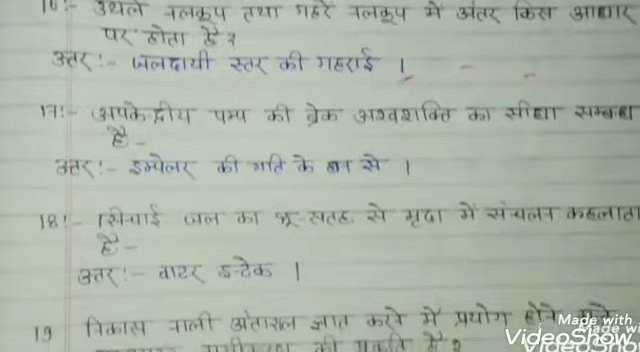 16:- उथले नलकूप तथा गहरे नलकूप में अंतर किस आधार
पर होता है?
उत्तर:- जलदायी स्तर की गहराई ।
17:- अपकेन्द्रीय पम्प की ब्रेक अश्वशक्ति का सीधा सम्बन्ध
है -
उत्तर:- इम्पेलर की गति के घन से ।
18:- सिंचाई जल का भू-सतह से मृदा में संचलन कहलाता
है -
उत्तर:- वाटर इन्टेक ।
19 निकास नाली अंतराल ज्ञात करने में प्रयोग होने
की प्रकृति है?
Made with
VideoShow